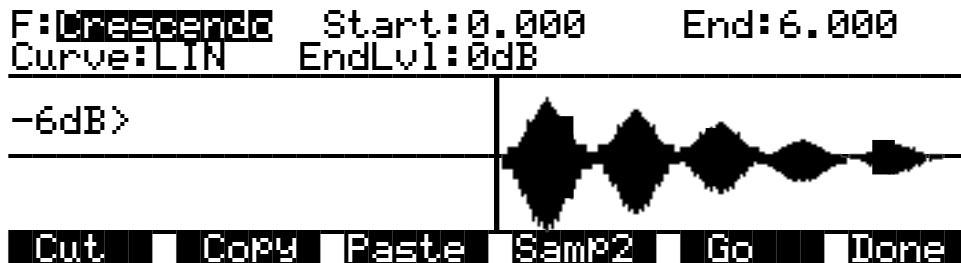 F:Crescendo Start:0.000 End:6.000
Curve:LIN EndLvl:0dB
-6dB>
Cut Copy Paste Samp2 Go Done